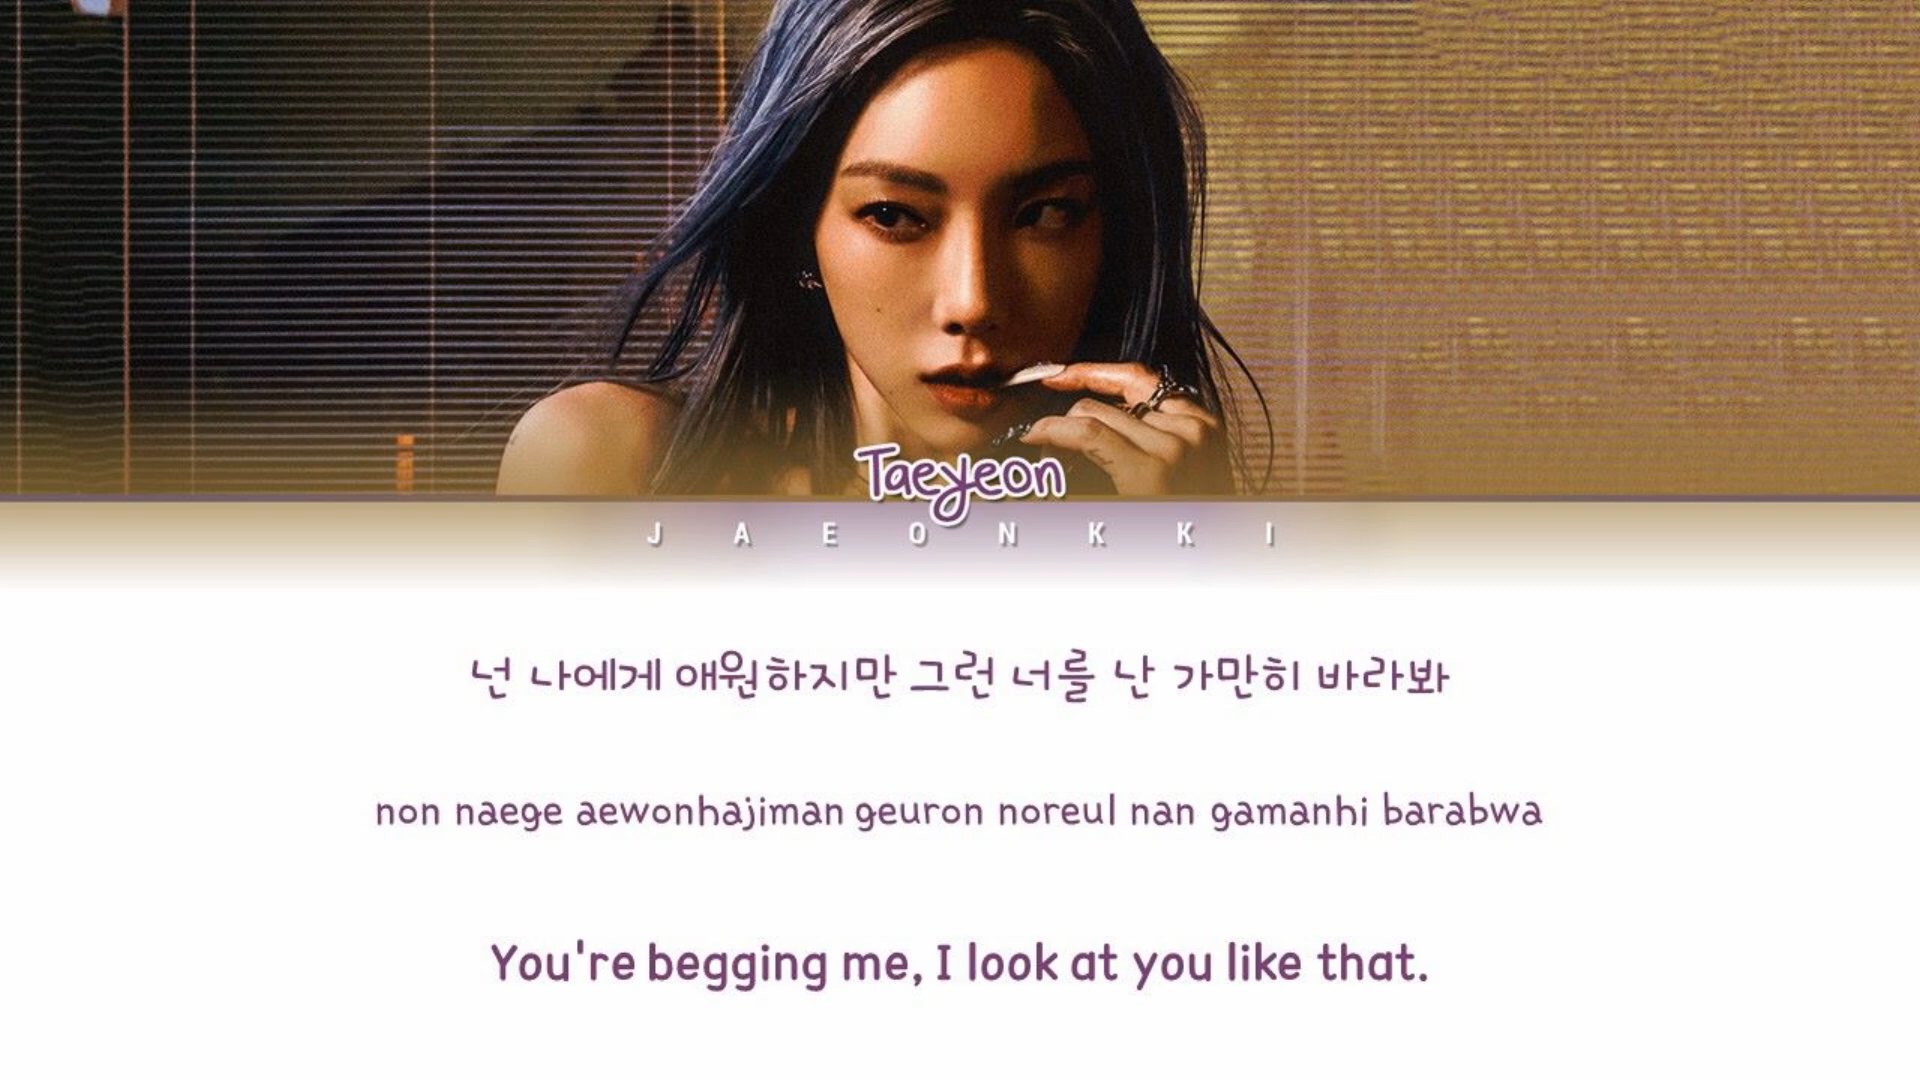 Taeyeon
JAEONKKI
넌 나에게 애원하지만 그런 너를 난 가만히 바라봐
non naege aewonhajiman geuron noreul nan gamanhi barabwa
You're begging me, I look at you like that.